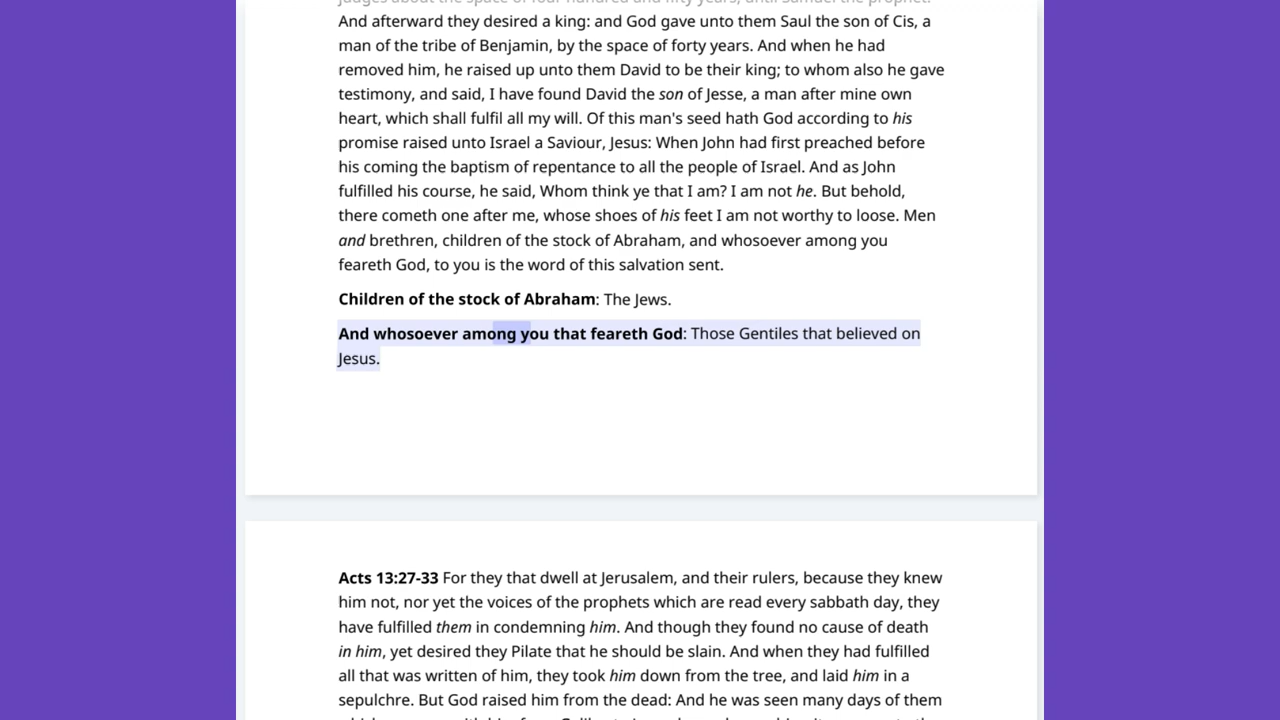 judges about the space of four hundred and fifty years, until Samuel the prophet.
And afterward they desired a king: and God gave unto them Saul the son of Cis, a
man of the tribe of Benjamin, by the space of forty years. And when he had
removed him, he raised up unto them David to be their king; to whom also he gave
testimony, and said, I have found David the son of Jesse, a man after mine own
heart, which shall fulfil all my will. Of this man's seed hath God according to his
promise raised unto Israel a Saviour, Jesus: When John had first preached before
his coming the baptism of repentance to all the people of Israel. And as John
fulfilled his course, he said, Whom think ye that I am? I am not he. But behold,
there cometh one after me, whose shoes of his feet I am not worthy to loose. Men
and brethren, children of the stock of Abraham, and whosoever among you
feareth God, to you is the word of this salvation sent.
Children of the stock of Abraham: The Jews.
And whosoever among you that feareth God: Those Gentiles that believed on
Jesus.
Acts 13:27-33 For they that dwell at Jerusalem, and their rulers, because they knew
him not, nor yet the voices of the prophets which are read every sabbath day, they
have fulfilled them in condemning him. And though they found no cause of death
in him, yet desired they Pilate that he should be slain. And when they had fulfilled
all that was written of him, they took him down from the tree, and laid him in a
sepulchre. But God raised him from the dead: And he was seen many days of them